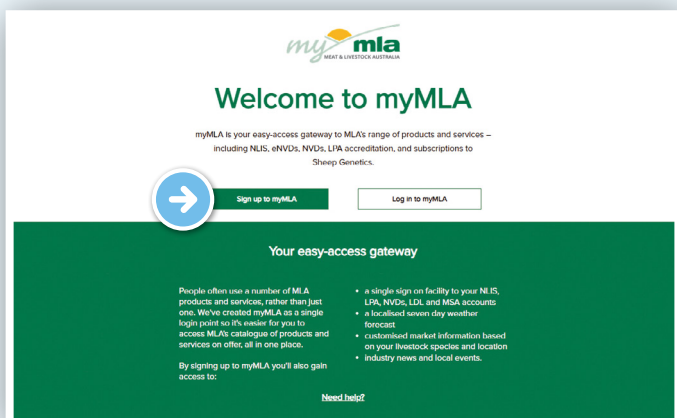 my mla
MEAT & LIVESTOCK AUSTRALIA
Welcome to myMLA
myMLA is your easy-access gateway to MLA's range of products and services –
including NLIS, eNVDs, NVDs, LPA accreditation, and subscriptions to
Sheep Genetics.
Sign up to myMLA
Log in to myMLA
Your easy-access gateway
People often use a number of MLA
products and services, rather than just
one. We've created myMLA as a single
login point so it's easier for you to
access MLA's catalogue of products and
services on offer, all in one place.
By signing up to myMLA you'll also gain
access to:
• a single sign on facility to your NLIS,
LPA, NVDs, LDL and MSA accounts
• a localised seven day weather
forecast
• customised market information based
on your livestock species and location
• industry news and local events.
Need help?